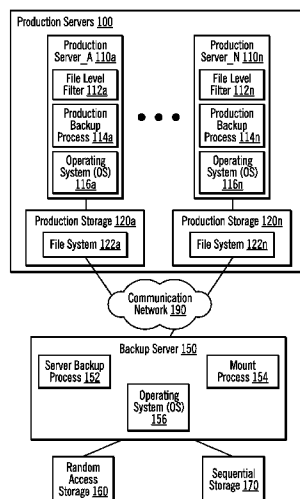 Production Servers 100
Production
Server_A 110a
File Level
Filter 112a
Production
Backup
Process 114a
Operating
System (OS)
116a
Production
Server_N 110n
File Level
Filter 112n
Production
Backup
Process 114n
Operating
System (OS)
116n
Production Storage 120a
File System 122a
Production Storage 120n
File System 122n
Communication
Network 190
Backup Server 150
Server Backup
Process 152
Mount
Process 154
Operating
System (OS)
156
Random
Access
Storage 160
Sequential
Storage 170